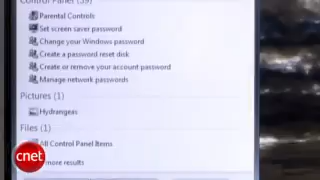 Control Panel (39)
Parental Controls
Set screen saver password
Change your Windows password
Create a password reset disk
Create or remove your account password
Manage network passwords
Pictures (1)
Hydrangeas
Files (1)
All Control Panel Items
more results
cnet